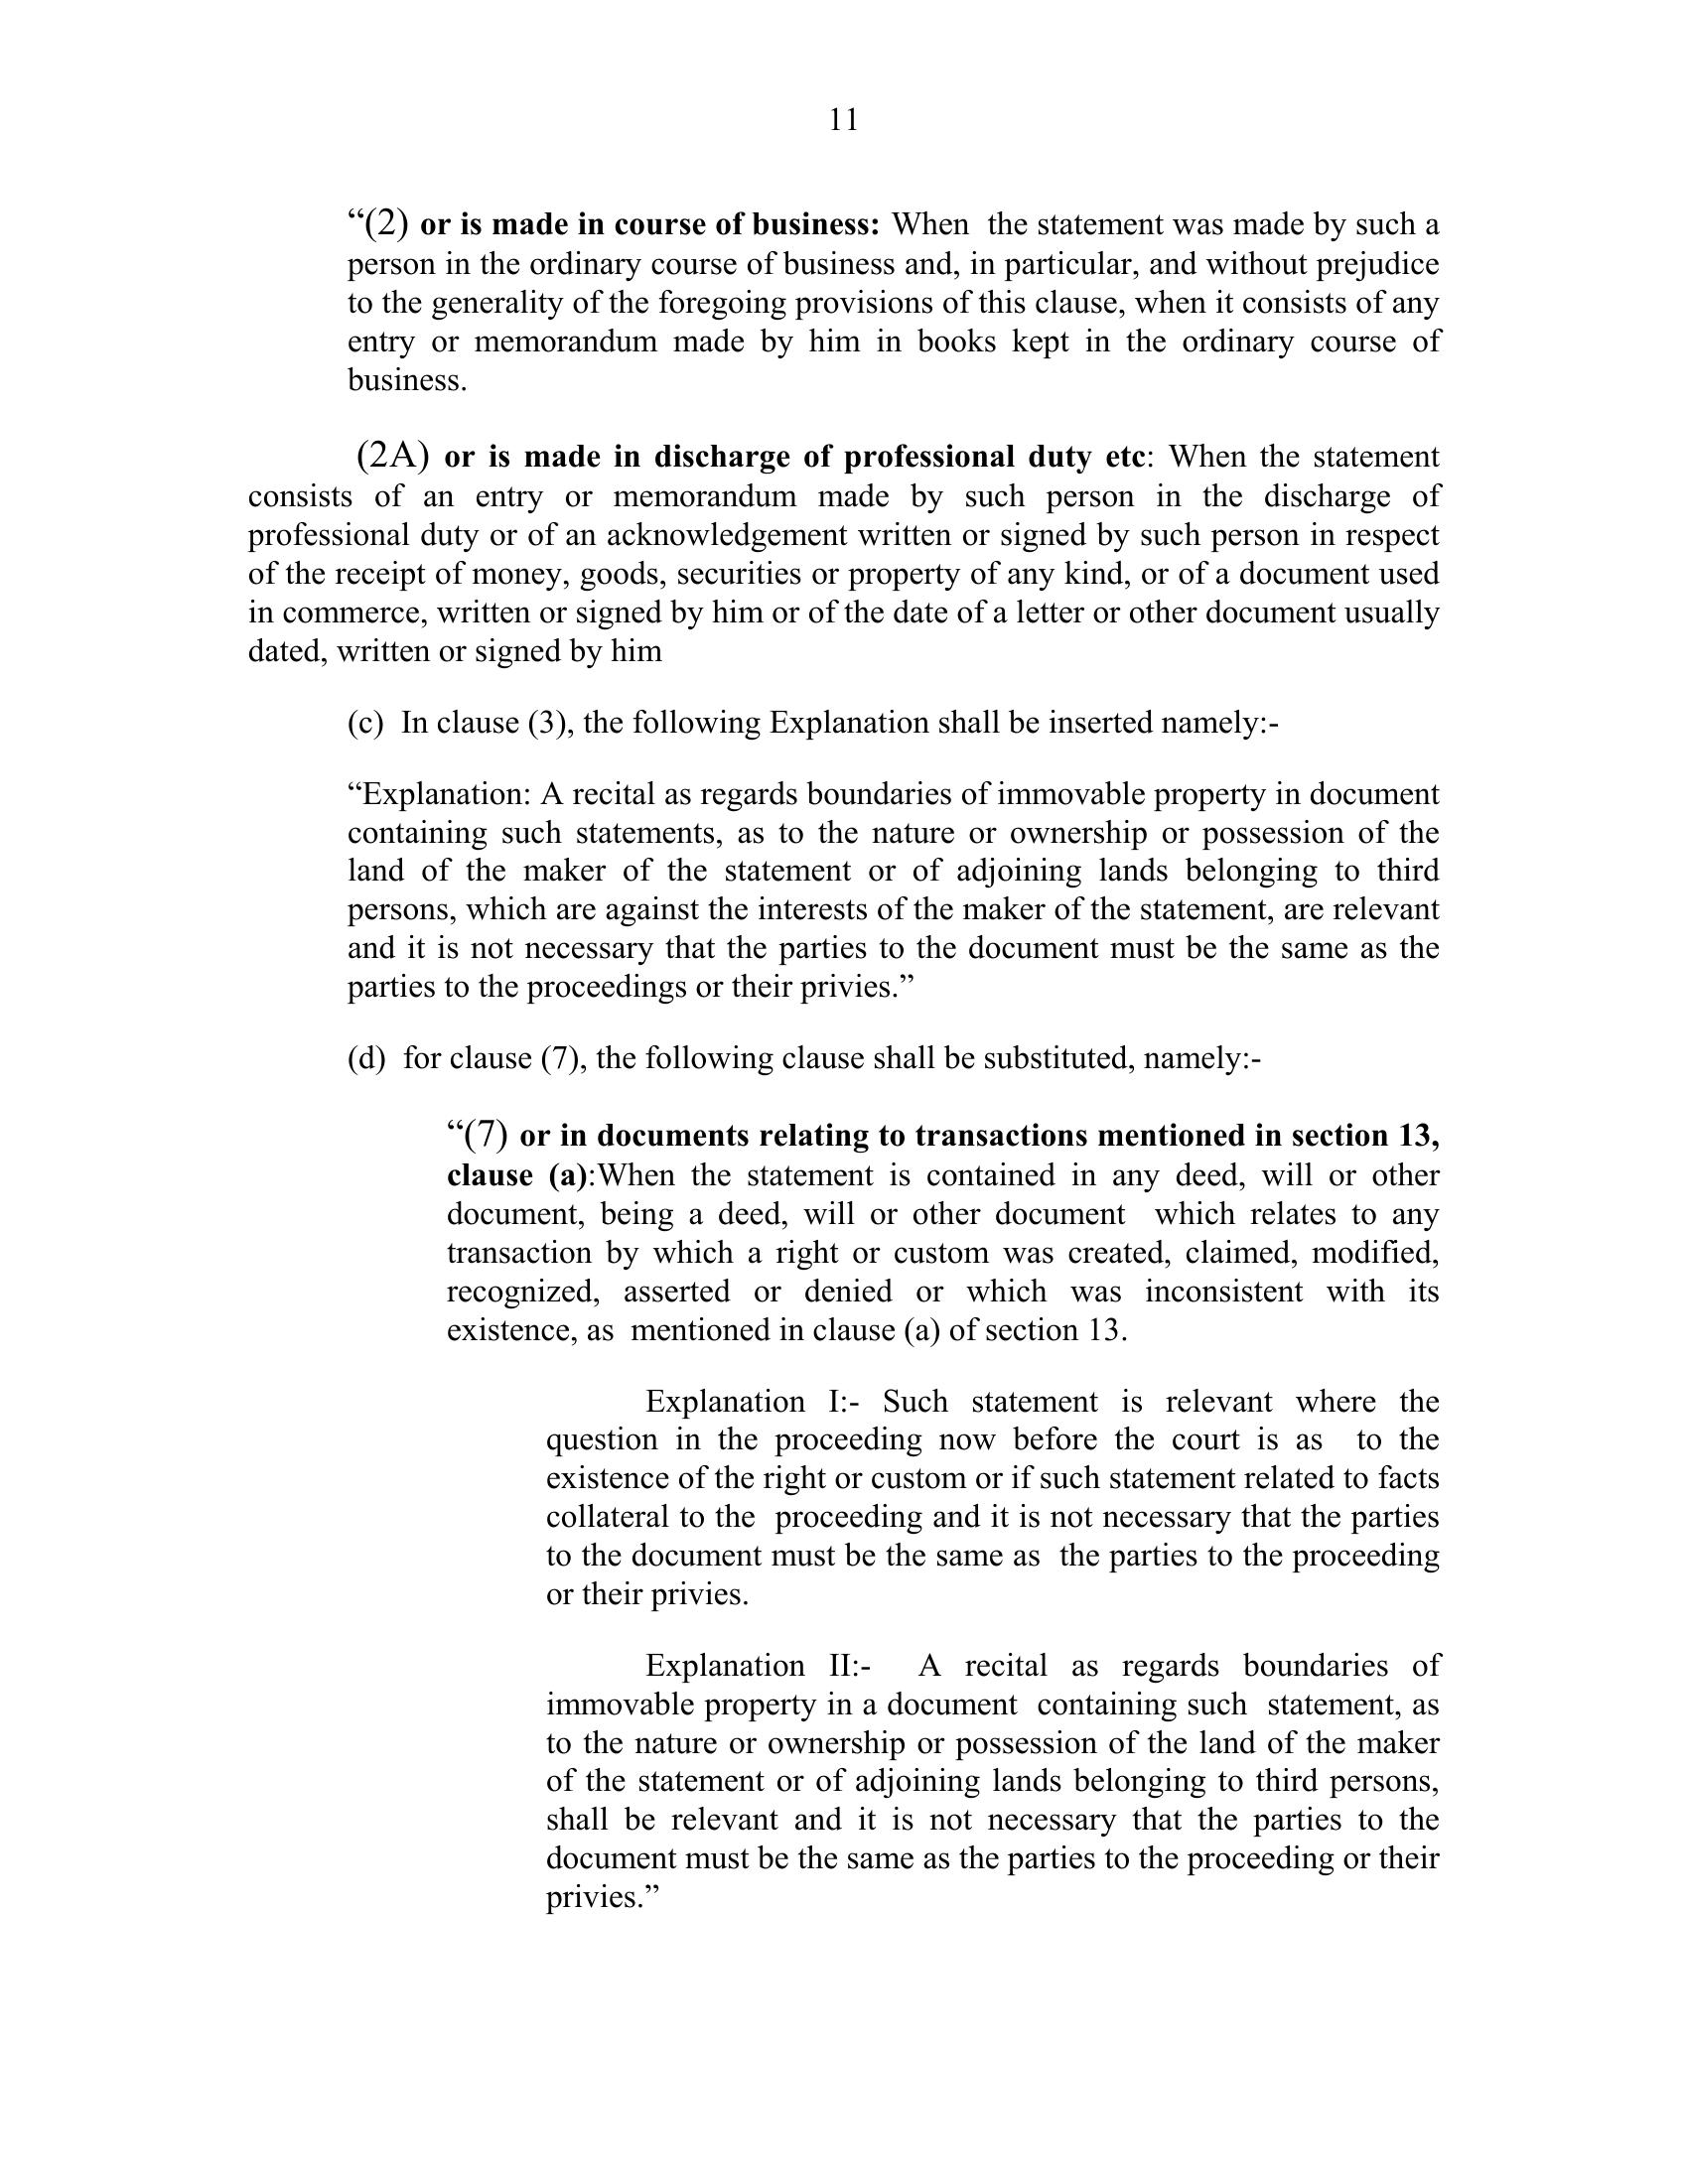 11
“(2) or is made in course of business: When the statement was made by such a
person in the ordinary course of business and, in particular, and without prejudice
to the generality of the foregoing provisions of this clause, when it consists of any
entry or memorandum made by him in books kept in the ordinary course of
business.
(2A) or is made in discharge of professional duty etc: When the statement
consists of an entry or memorandum made by such person in the discharge of
professional duty or of an acknowledgement written or signed by such person in respect
of the receipt of money, goods, securities or property of any kind, or of a document used
in commerce, written or signed by him or of the date of a letter or other document usually
dated, written or signed by him
(c) In clause (3), the following Explanation shall be inserted namely:-
“Explanation: A recital as regards boundaries of immovable property in document
containing such statements, as to the nature or ownership or possession of the
land of the maker of the statement or of adjoining lands belonging to third
persons, which are against the interests of the maker of the statement, are relevant
and it is not necessary that the parties to the document must be the same as the
parties to the proceedings or their privies.”
(d) for clause (7), the following clause shall be substituted, namely:-
“(7) or in documents relating to transactions mentioned in section 13,
clause (a):When the statement is contained in any deed, will or other
document, being a deed, will or other document which relates to any
transaction by which a right or custom was created, claimed, modified,
recognized, asserted or denied or which was inconsistent with its
existence, as mentioned in clause (a) of section 13.
Explanation I:- Such statement is relevant where the
question in the proceeding now before the court is as to the
existence of the right or custom or if such statement related to facts
collateral to the proceeding and it is not necessary that the parties
to the document must be the same as the parties to the proceeding
or their privies.
Explanation II:- A recital as regards boundaries of
immovable property in a document containing such statement, as
to the nature or ownership or possession of the land of the maker
of the statement or of adjoining lands belonging to third persons,
shall be relevant and it is not necessary that the parties to the
document must be the same as the parties to the proceeding or their
privies.”